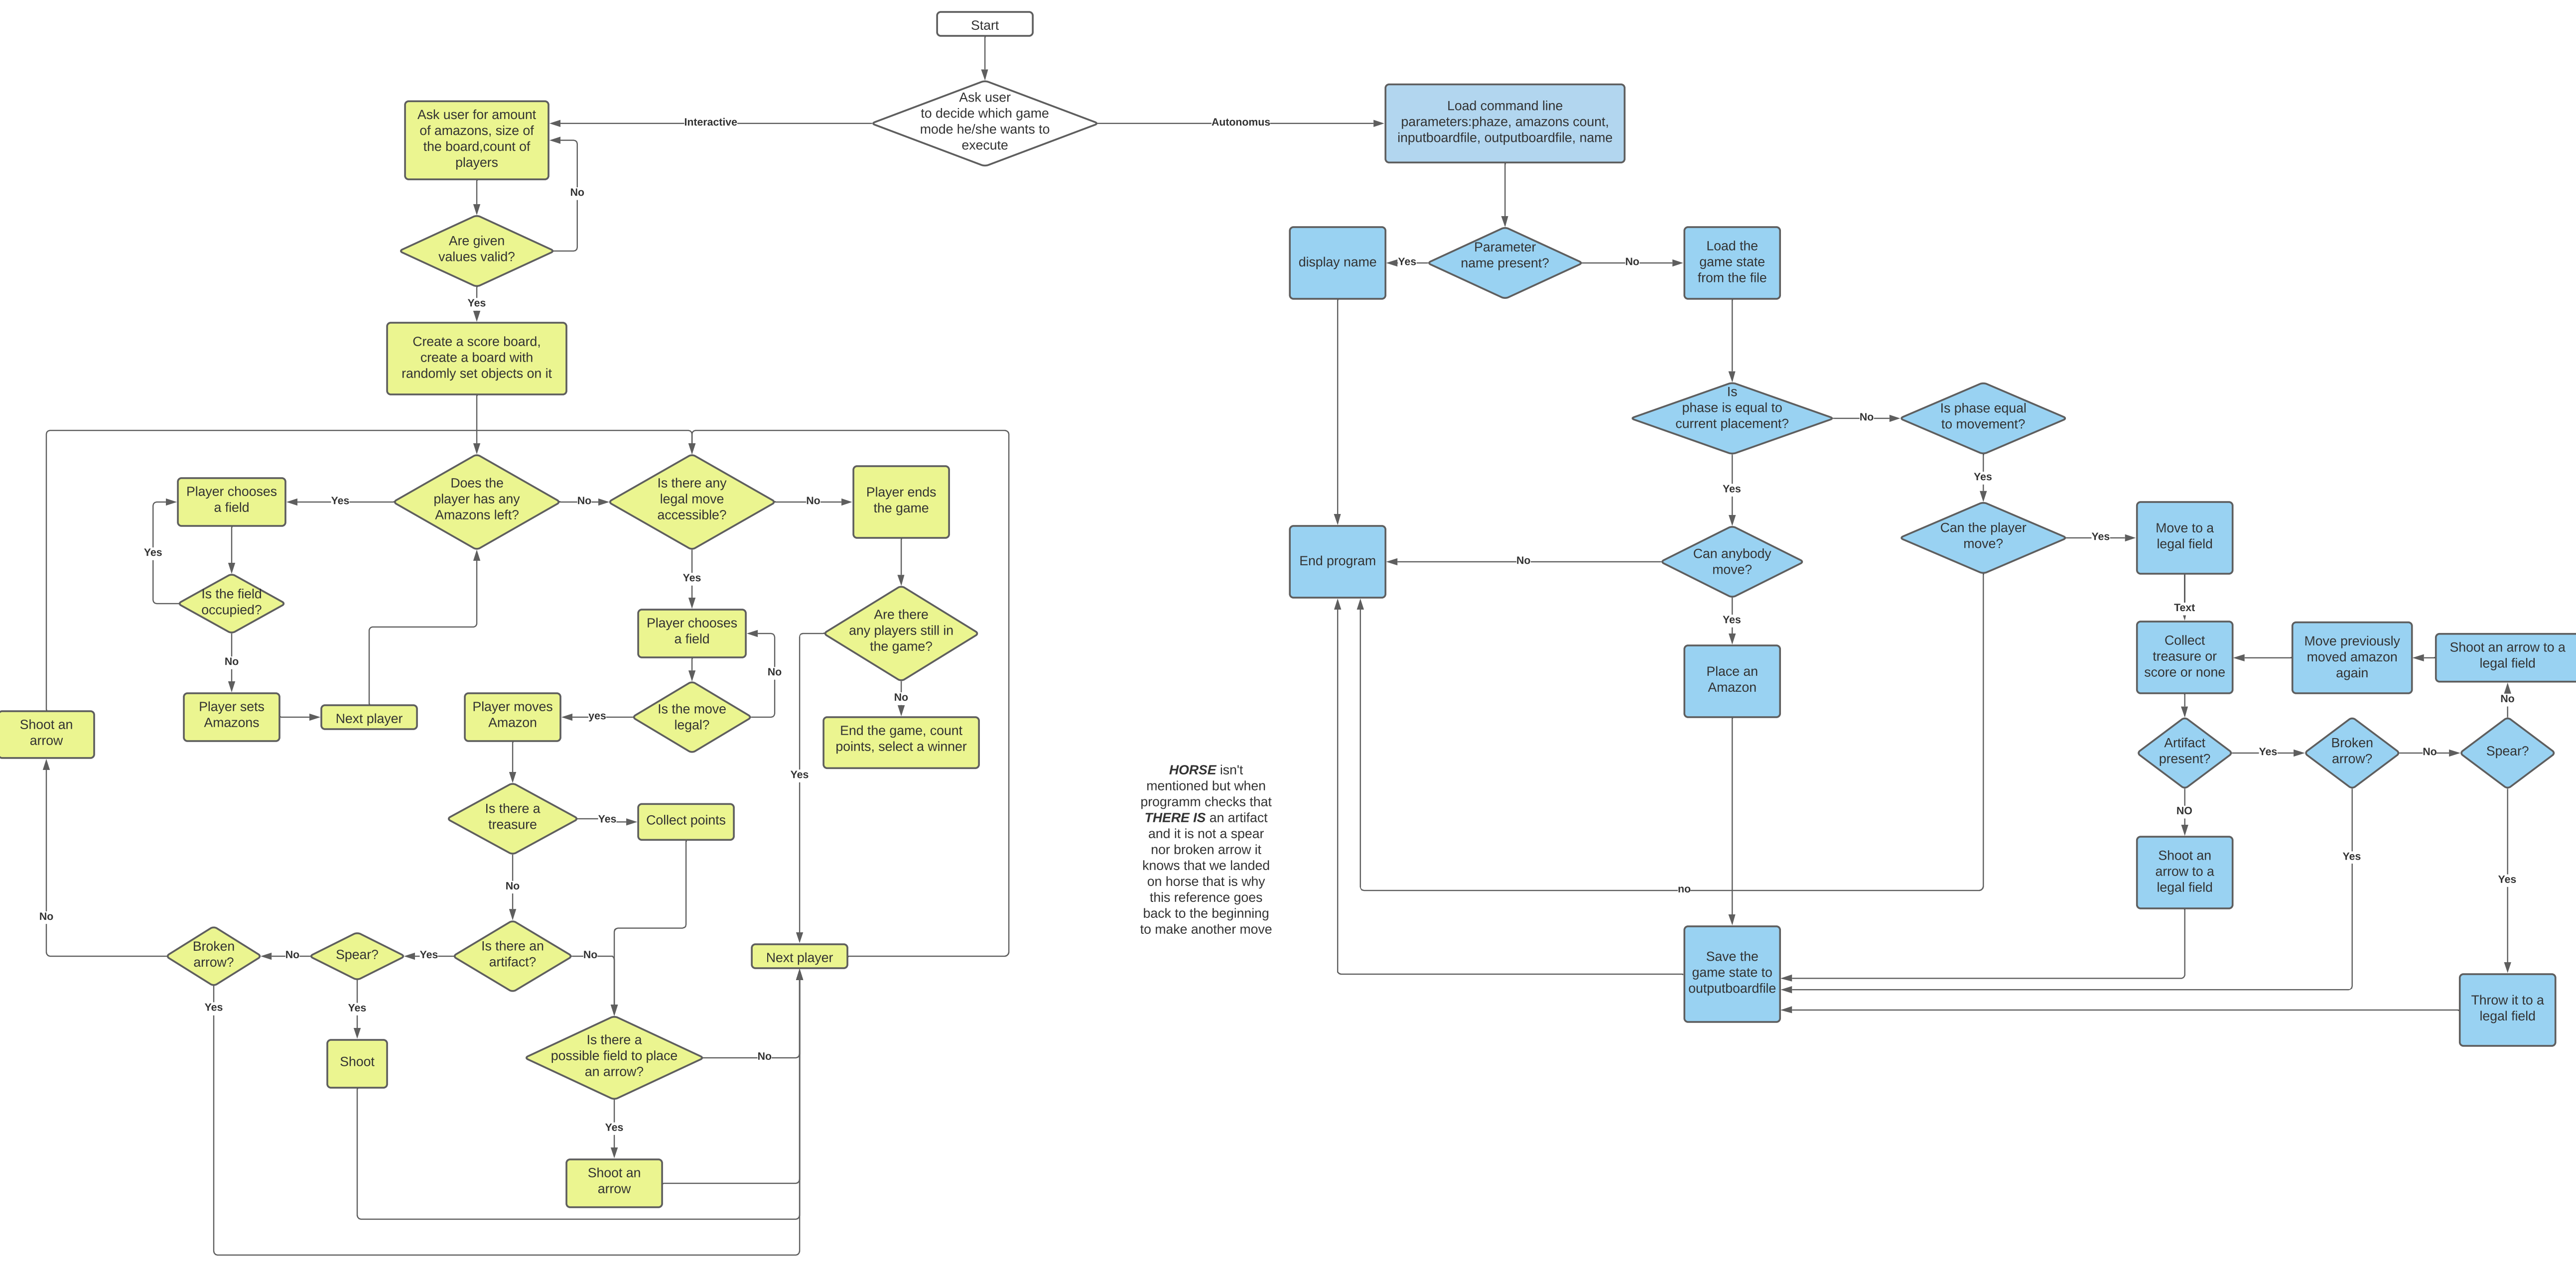 Start
Ask user
to decide which game
mode he/she wants to
execute
Interactive
Autonomus
Ask user for amount
of amazons, size of
the board,count of
players
No
Are given
values valid?
Yes
Create a score board,
create a board with
randomly set objects on it
Does the
player has any
Amazons left?
Yes
No
Player chooses
a field
Yes
Is the field
occupied?
No
Player sets
Amazons
Next player
Is there any
legal move
accessible?
No
Yes
Player ends
the game
Are there
any players still in
the game?
No
Yes
End the game, count
points, select a winner
Player chooses
a field
No
Is the move
legal?
yes
Player moves
Amazon
Is there a
treasure
Yes
Collect points
No
Is there an
artifact?
No
Yes
Spear?
No
Yes
Shoot
Broken
arrow?
No
Yes
Shoot an
arrow
Is there a
possible field to place
an arrow?
No
Yes
Shoot an
arrow
Next player
Load command line
parameters:phaze, amazons count,
inputboardfile, outputboardfile, name
Parameter
name present?
Yes
No
display name
Load the
game state
from the file
Is
phase is equal to
current placement?
No
Yes
Is phase equal
to movement?
Yes
Can anybody
move?
No
Yes
End program
Place an
Amazon
Can the player
move?
Yes
no
Move to a
legal field
Text
Collect
treasure or
score or none
Move previously
moved amazon
again
Shoot an arrow to a
legal field
No
Artifact
present?
Yes
NO
Broken
arrow?
No
Yes
Spear?
Yes
Shoot an
arrow to a
legal field
Throw it to a
legal field
Save the
game state to
outputboardfile
HORSE isn't
mentioned but when
programm checks that
THERE IS an artifact
and it is not a spear
nor broken arrow it
knows that we landed
on horse that is why
this reference goes
back to the beginning
to make another move